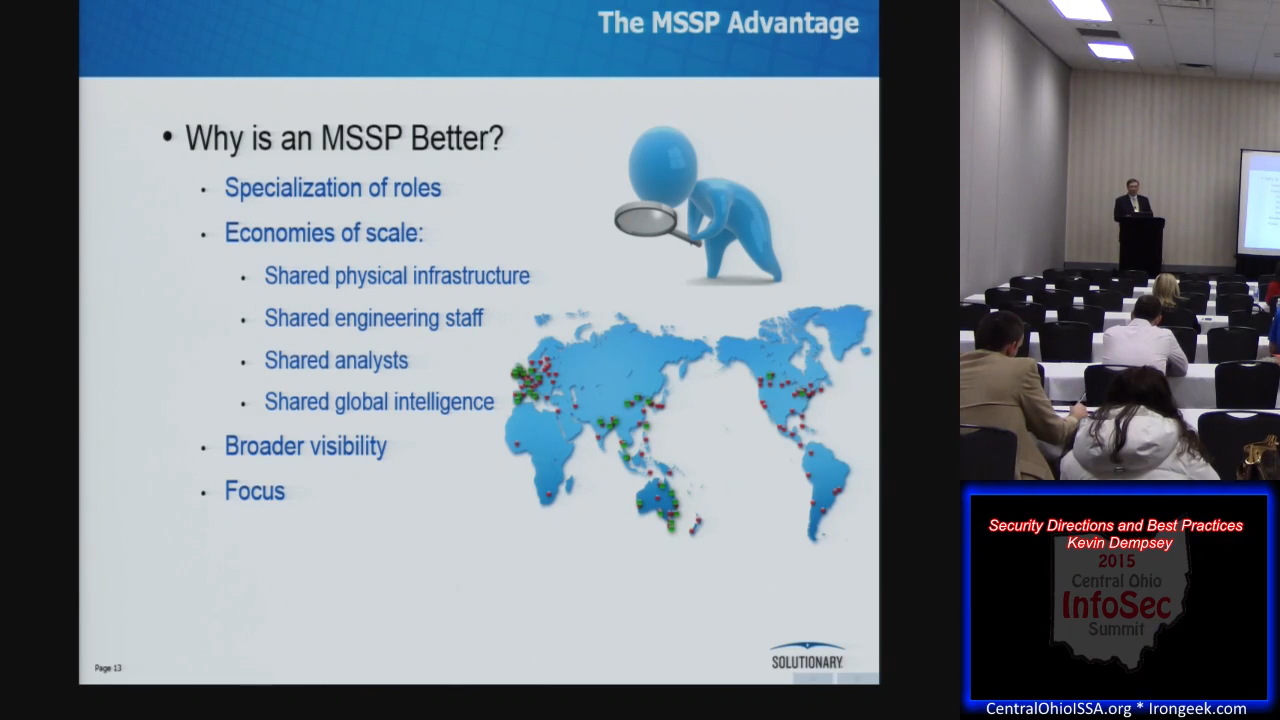 The MSSP Advantage
• Why is an MSSP Better?
• Specialization of roles
• Economies of scale:
• Shared physical infrastructure
• Shared engineering staff
• Shared analysts
• Shared global intelligence
• Broader visibility
• Focus
Page 13
SOLUTIONARY
Security Directions and Best Practices
Kevin Dempsey
2015
Central Ohio
InfoSec
Summit
CentralOhioISSA.org * Irongeek.com